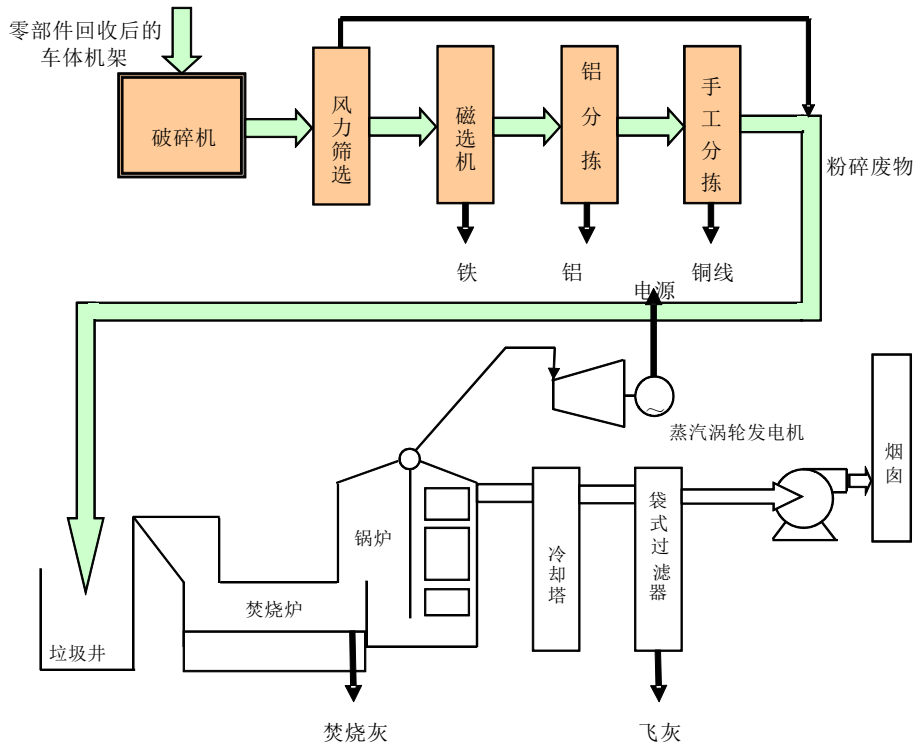 零部件回收后的
车体机架
破碎机
风力筛选
磁选机
铝分拣
手工分拣
粉碎废物
铁
铝
铜线
电源
蒸汽涡轮发电机
烟囱
锅炉
冷却塔
袋式过滤器
焚烧炉
垃圾井
焚烧灰
飞灰